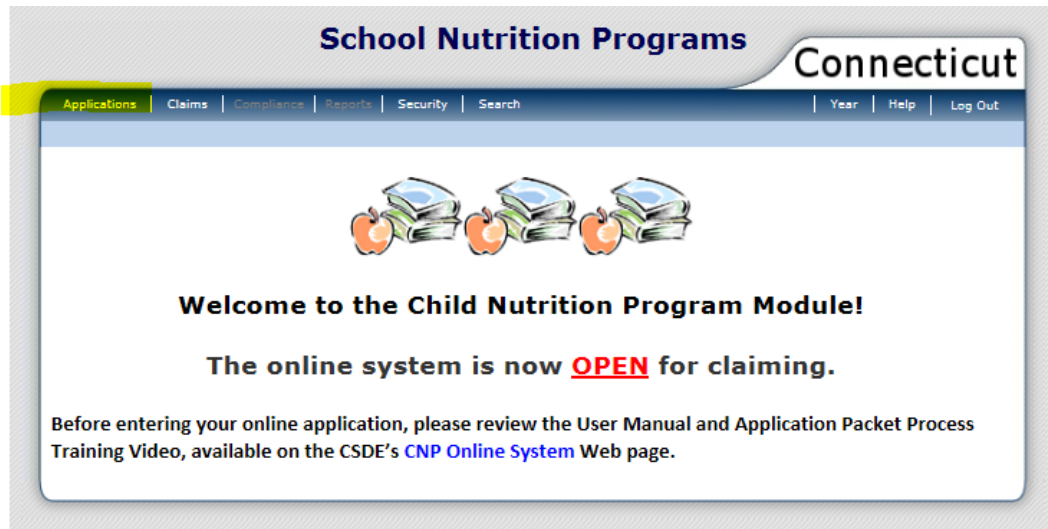 School Nutrition Programs
Connecticut
Applications | Claims | Compliance | Reports | Security | Search | Year | Help | Log Out
Welcome to the Child Nutrition Program Module!
The online system is now OPEN for claiming.
Before entering your online application, please review the User Manual and Application Packet Process
Training Video, available on the CSDE’s CNP Online System Web page.